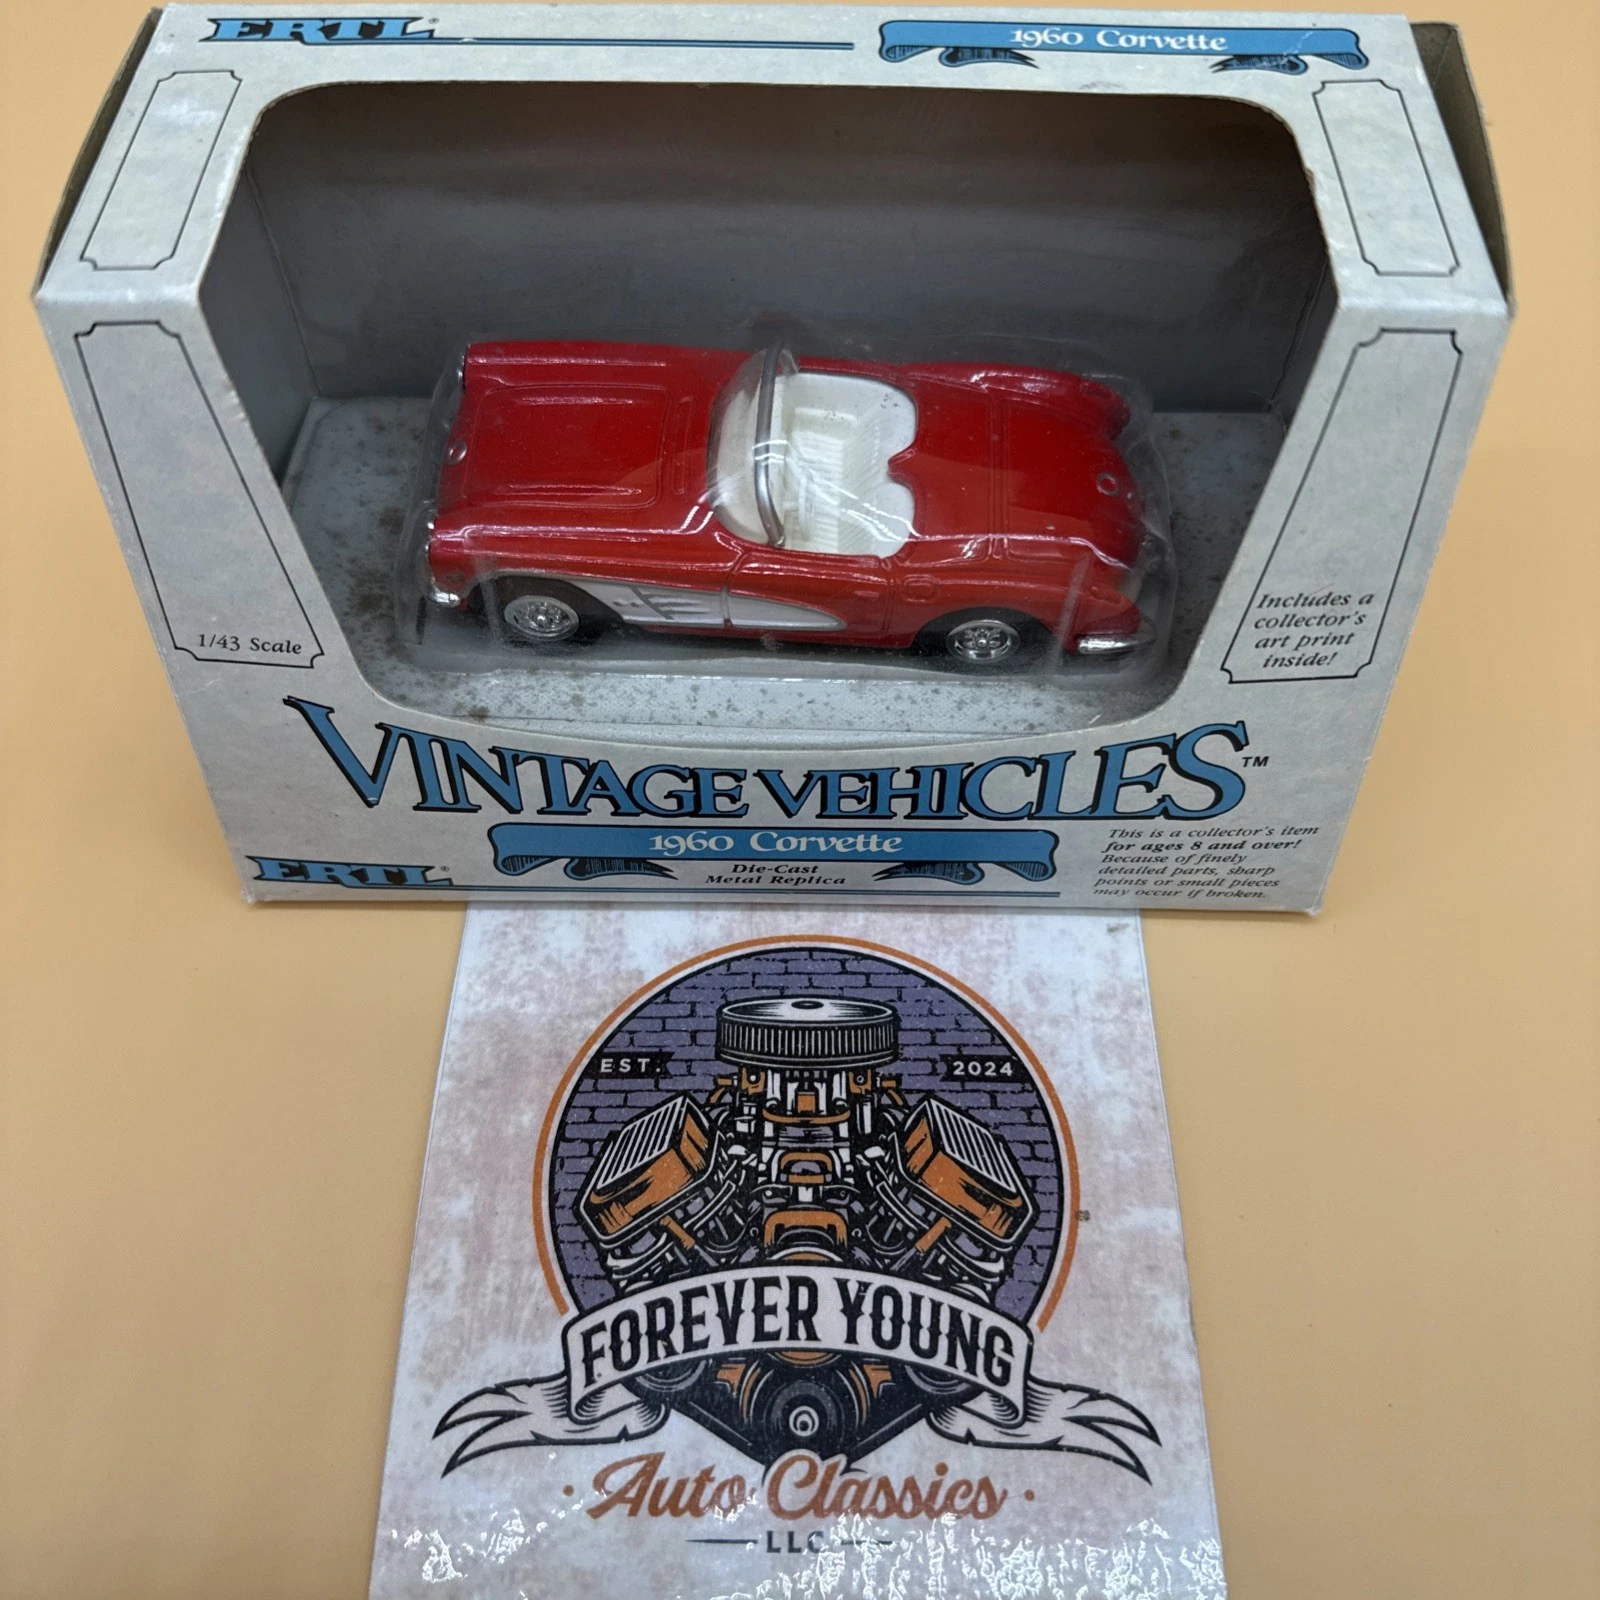 ERTL®
1960 Corvette
1/43 Scale
Includes a
collector's
art print
inside!
VINTAGE VEHICLES™
1960 Corvette
Die-Cast
Metal Replica
ERTL®
This is a collector's item
for ages 8 and over!
Because of finely
detailed parts, sharp
points or small pieces
may occur if broken.
EST.
2024
FOREVER YOUNG
Auto Classics
LLC